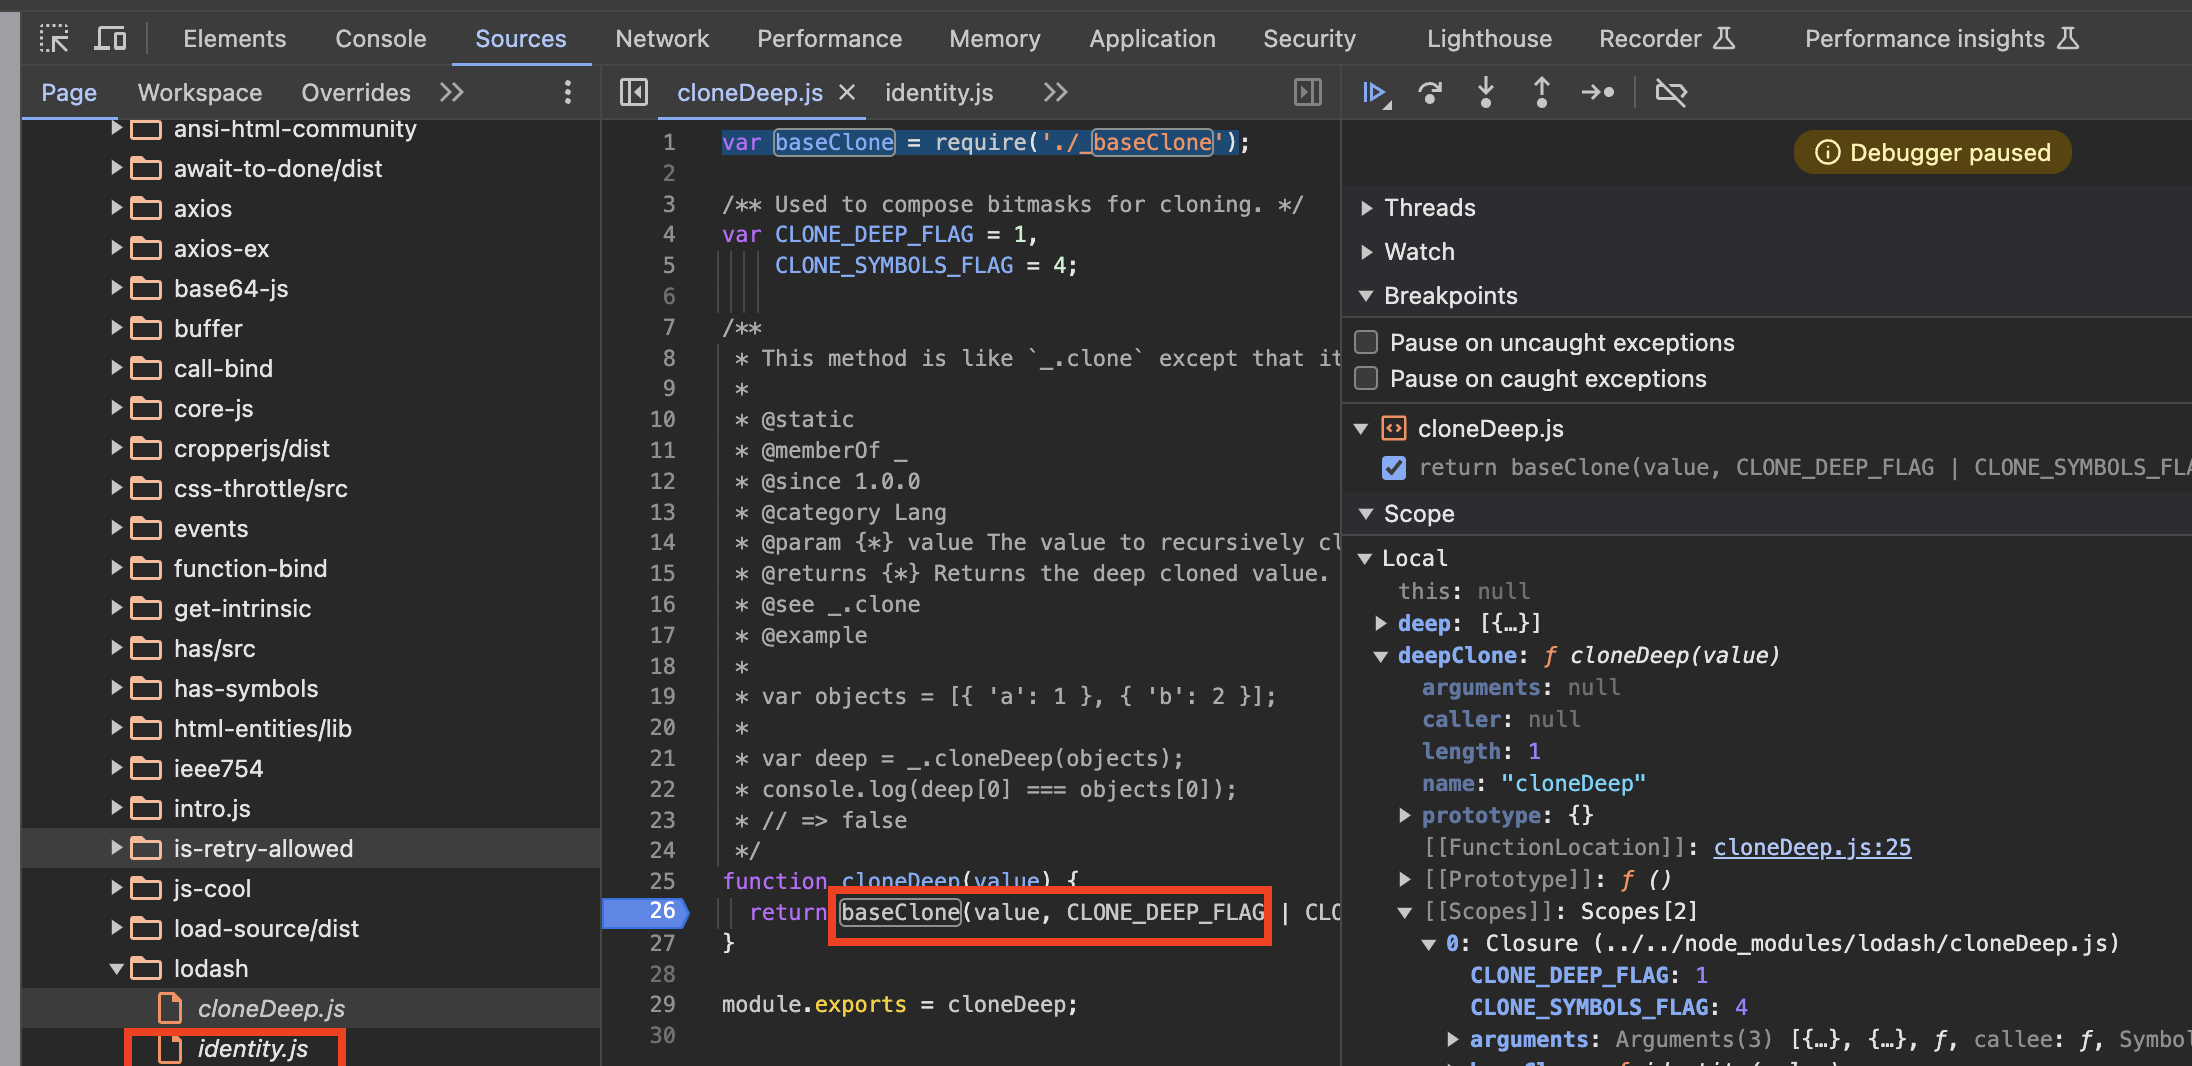 Elements Console Sources Network Performance Memory Application Security Lighthouse Recorder Performance insights
Page Workspace Overrides
ansi-html-community
await-to-done/dist
axios
axios-ex
base64-js
buffer
call-bind
core-js
cropperjs/dist
css-throttle/src
events
function-bind
get-intrinsic
has/src
has-symbols
html-entities/lib
ieee754
intro.js
is-retry-allowed
js-cool
load-source/dist
lodash
cloneDeep.js
identity.js
cloneDeep.js × identity.js
1 var baseClone = require('./_baseClone');
2
3 /** Used to compose bitmasks for cloning. */
4 var CLONE_DEEP_FLAG = 1,
5 CLONE_SYMBOLS_FLAG = 4;
6
7 /**
8 * This method is like `_.clone` except that it
9 *
10 * @static
11 * @memberOf _
12 * @since 1.0.0
13 * @category Lang
14 * @param {*} value The value to recursively cl
15 * @returns {*} Returns the deep cloned value.
16 * @see _.clone
17 * @example
18 *
19 * var objects = [{ 'a': 1 }, { 'b': 2 }];
20 *
21 * var deep = _.cloneDeep(objects);
22 * console.log(deep[0] === objects[0]);
23 * // => false
24 */
25 function cloneDeep(value) {
26 return baseClone(value, CLONE_DEEP_FLAG | CLO
27 }
28
29 module.exports = cloneDeep;
30
Debugger paused
Threads
Watch
Breakpoints
Pause on uncaught exceptions
Pause on caught exceptions
cloneDeep.js
return baseClone(value, CLONE_DEEP_FLAG | CLONE_SYMBOLS_FLA
Scope
Local
this: null
deep: [{…}]
deepClone: ƒ cloneDeep(value)
arguments: null
caller: null
length: 1
name: "cloneDeep"
prototype: {}
[[FunctionLocation]]: cloneDeep.js:25
[[Prototype]]: ƒ ()
[[Scopes]]: Scopes[2]
0: Closure (../../node_modules/lodash/cloneDeep.js)
CLONE_DEEP_FLAG: 1
CLONE_SYMBOLS_FLAG: 4
arguments: Arguments(3) [{…}, {…}, ƒ, callee: ƒ, Symbol